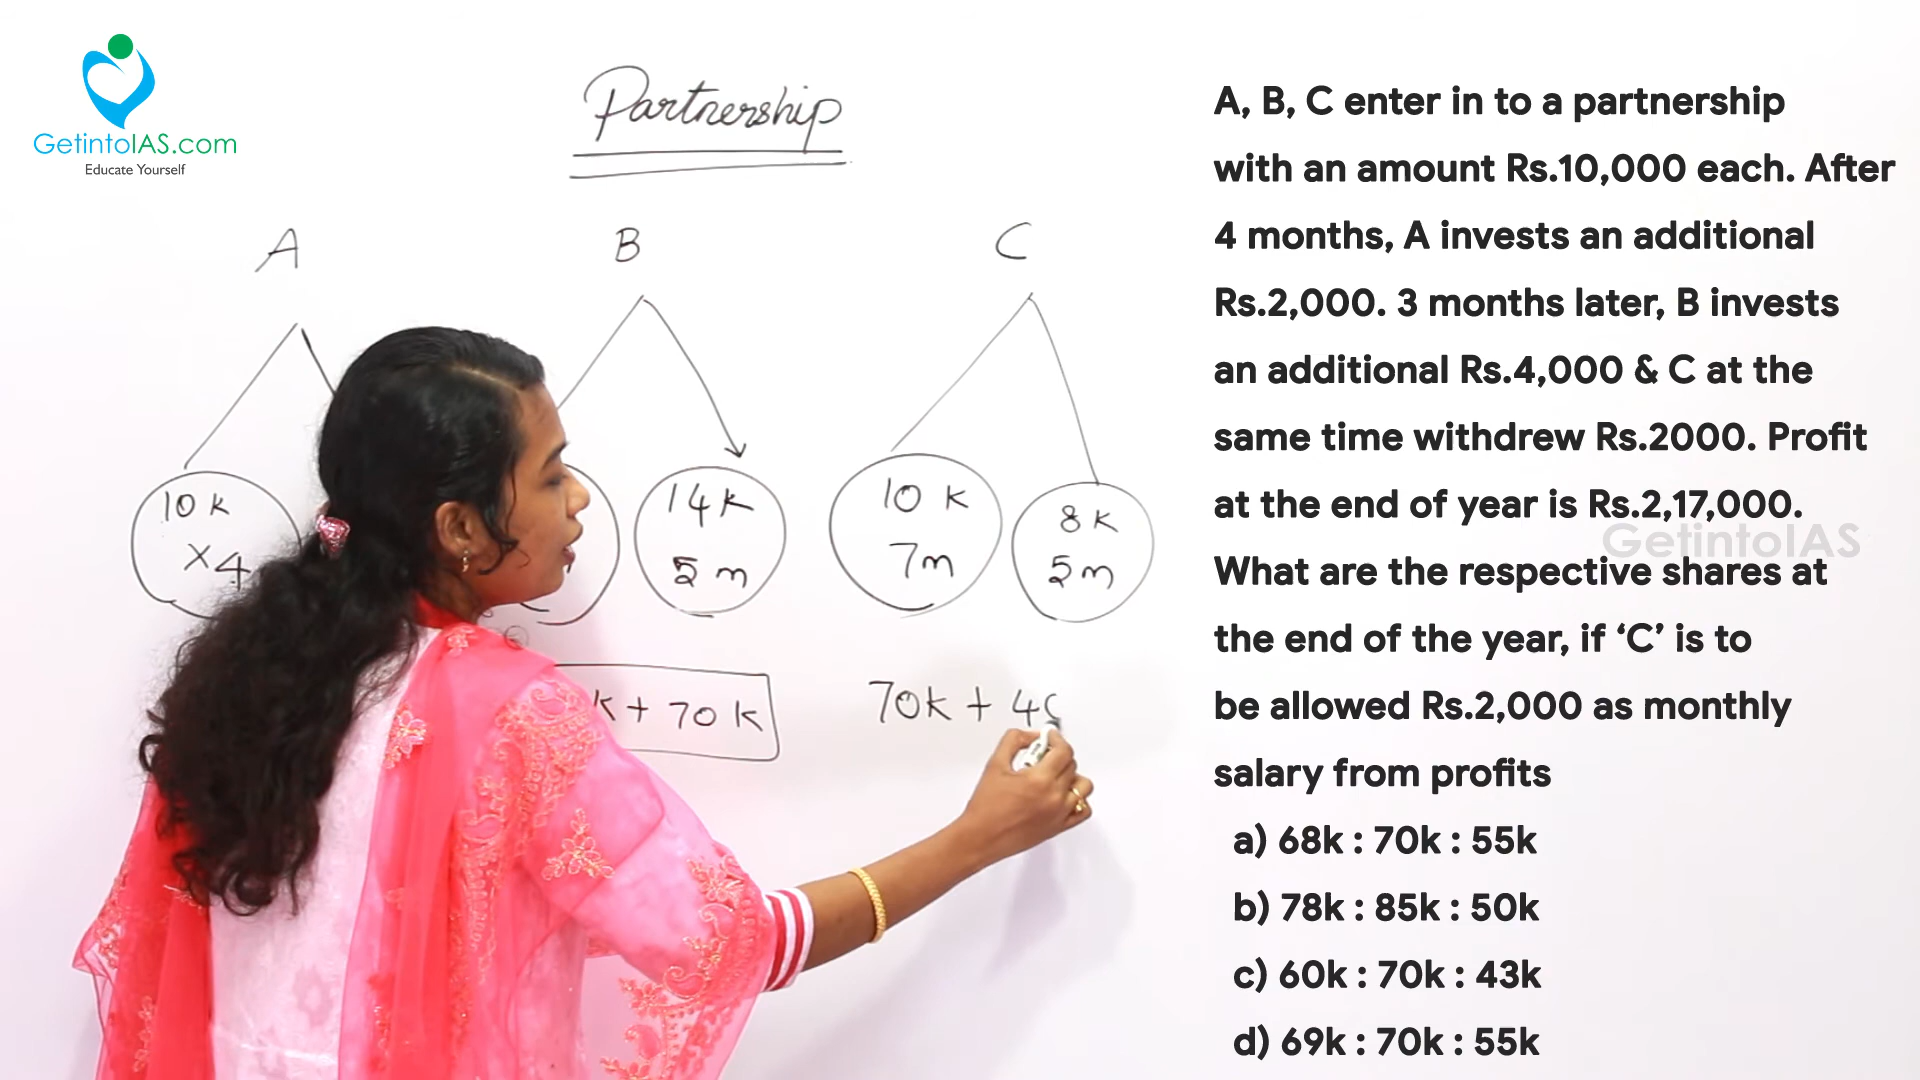 GetintoIAS.com
Educate Yourself
Partnership
A B C
10 k
x 4
14 k
5 m
10 k
7m
8 k
5 m
k + 70 k
70k + 4
A, B, C enter in to a partnership
with an amount Rs.10,000 each. After
4 months, A invests an additional
Rs.2,000. 3 months later, B invests
an additional Rs.4,000 & C at the
same time withdrew Rs.2000. Profit
at the end of year is Rs.2,17,000.
GetintoIAS
What are the respective shares at
the end of the year, if ‘C’ is to
be allowed Rs.2,000 as monthly
salary from profits
a) 68k : 70k : 55k
b) 78k : 85k : 50k
c) 60k : 70k : 43k
d) 69k : 70k : 55k